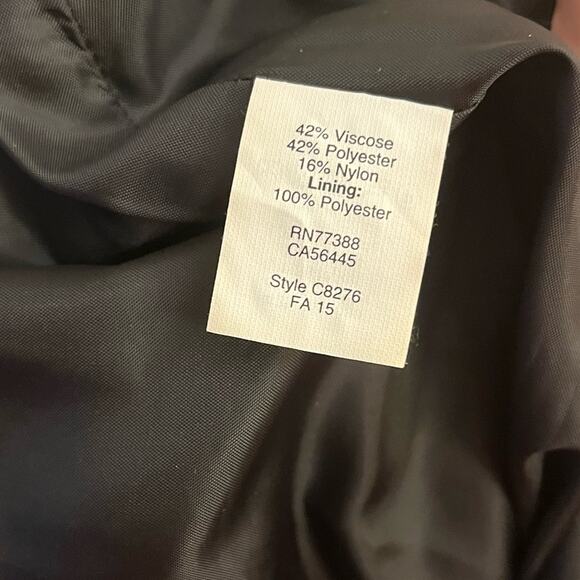 42% Viscose
42% Polyester
16% Nylon
Lining:
100% Polyester
RN77388
CA56445
Style C8276
FA 15